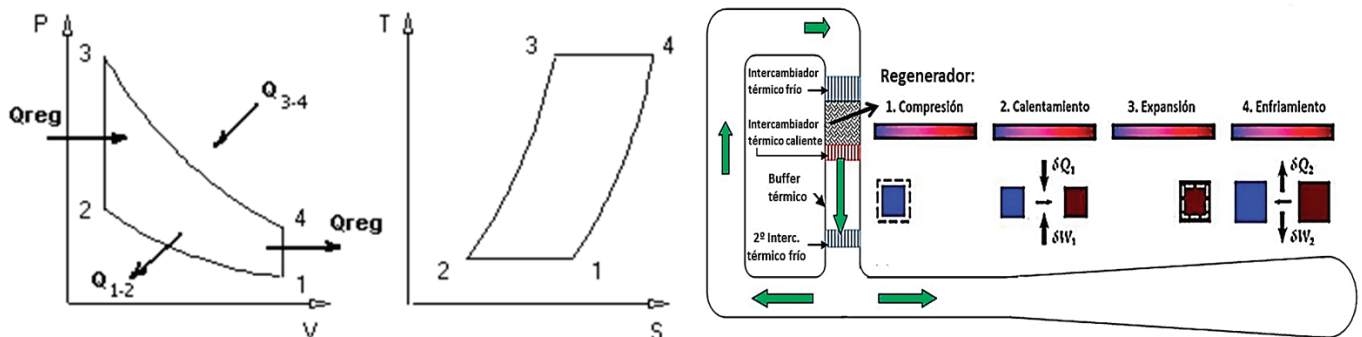 P
3
Q3-4
Qreg
2
4
Qreg
Q1-2
1
V
T
3
4
2
1
S
Intercambiador
térmico frío
Intercambiador
térmico caliente
Buffer
térmico
2º Interc.
térmico frío
Regenerador:
1. Compresión
2. Calentamiento
3. Expansión
4. Enfriamiento
δQ1
δW1
δQ2
δW2